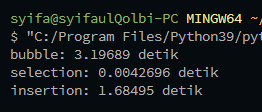 syifa@syifaulQolbi-PC MINGW64 ~/
$ "C:/Program Files/Python39/pyt
bubble: 3.19689 detik
selection: 0.0042696 detik
insertion: 1.68495 detik